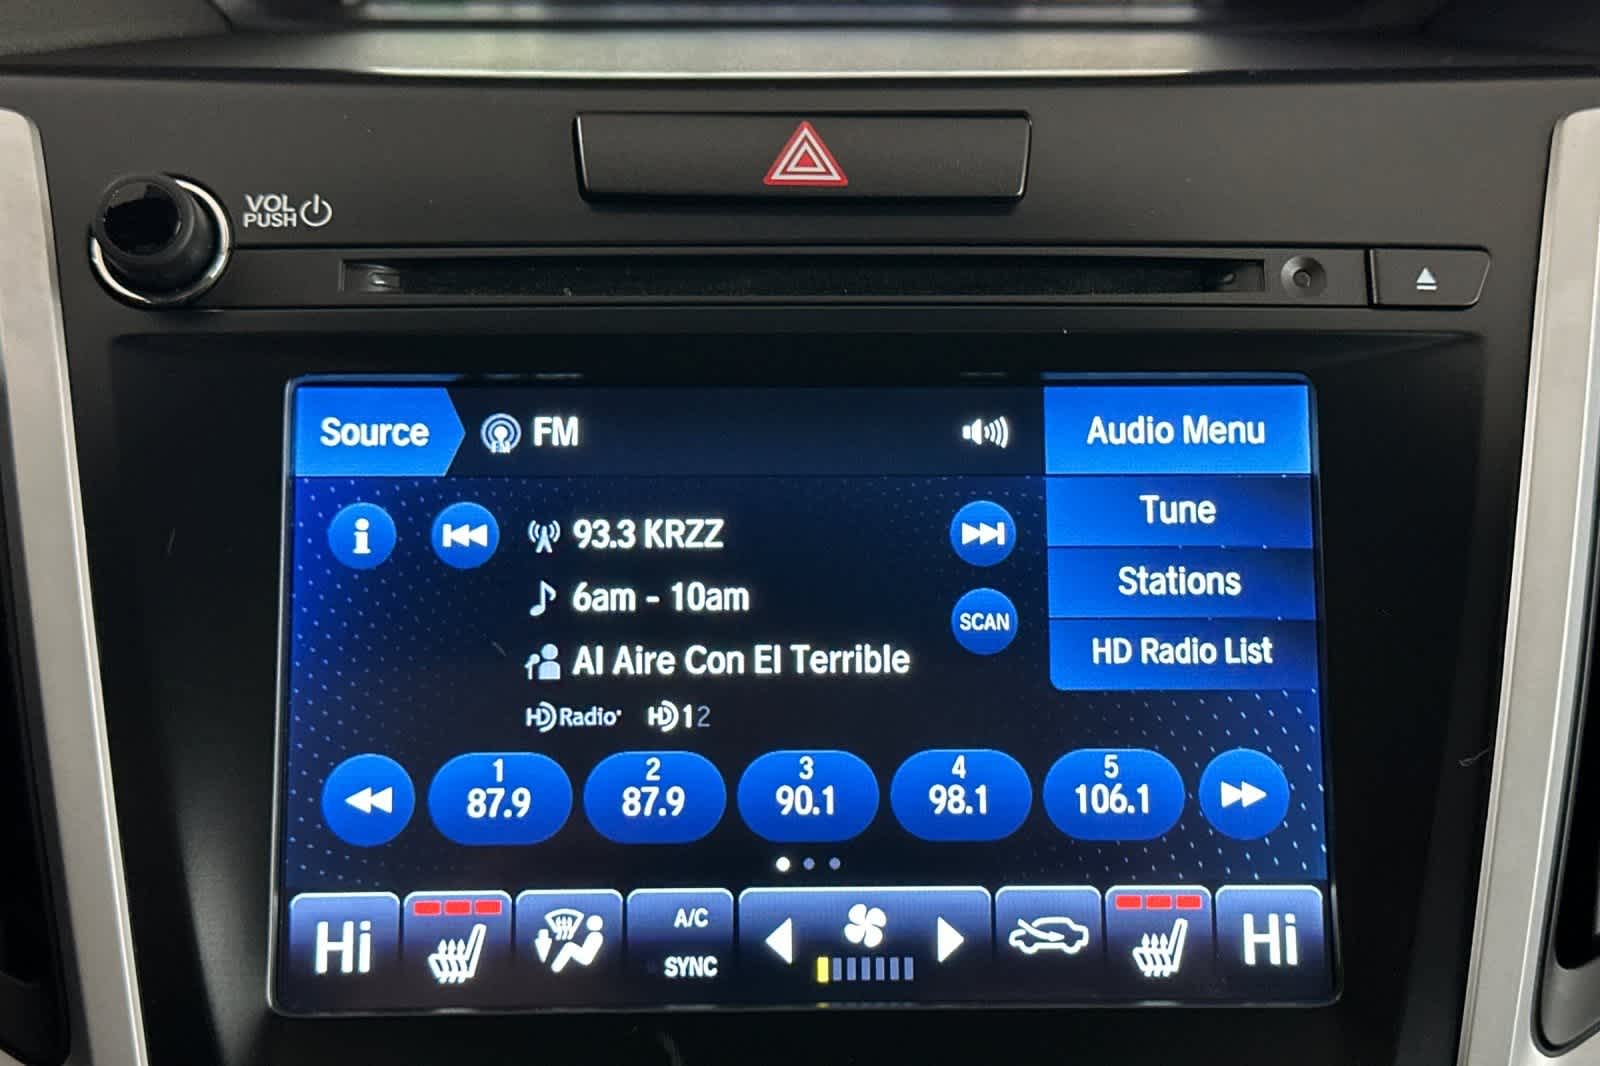 VOL
PUSH
Source
FM
Audio Menu
Tune
93.3 KRZZ
Stations
6am - 10am
SCAN
HD Radio List
Al Aire Con El Terrible
HD Radio HD 1 2
1
87.9
2
87.9
3
90.1
4
98.1
5
106.1
Hi
A/C
SYNC
Hi